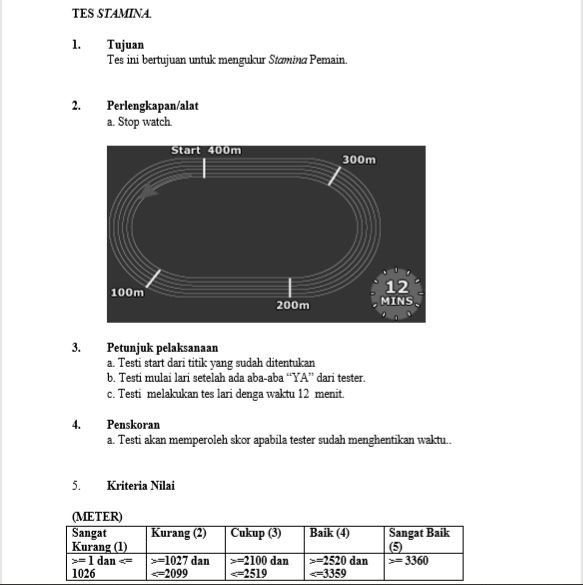 TES STAMINA.
1. Tujuan
Tes ini bertujuan untuk mengukur Stamina Pemain.
2. Perlengkapan/alat
a. Stop watch.
Start 400m
300m
100m
200m
12
MINS
3. Petunjuk pelaksanaan
a. Testi start dari titik yang sudah ditentukan
b. Testi mulai lari setelah ada aba-aba “YA” dari tester.
c. Testi melakukan tes lari denga waktu 12 menit.
4. Penskoran
a. Testi akan memperoleh skor apabila tester sudah menghentikan waktu..
5. Kriteria Nilai
(METER)
Sangat Kurang (1) Kurang (2) Cukup (3) Baik (4) Sangat Baik (5)
>= 1 dan <= 1026 >=1027 dan <=2099 >=2100 dan <=2519 >=2520 dan <=3359 >= 3360